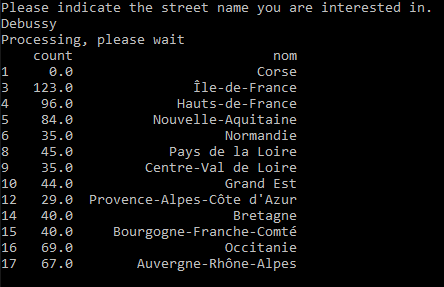 Please indicate the street name you are interested in.
Debussy
Processing, please wait
count nom
1 0.0 Corse
3 123.0 Île-de-France
4 96.0 Hauts-de-France
5 84.0 Nouvelle-Aquitaine
6 35.0 Normandie
8 45.0 Pays de la Loire
9 35.0 Centre-Val de Loire
10 44.0 Grand Est
12 29.0 Provence-Alpes-Côte d'Azur
14 40.0 Bretagne
15 40.0 Bourgogne-Franche-Comté
16 69.0 Occitanie
17 67.0 Auvergne-Rhône-Alpes